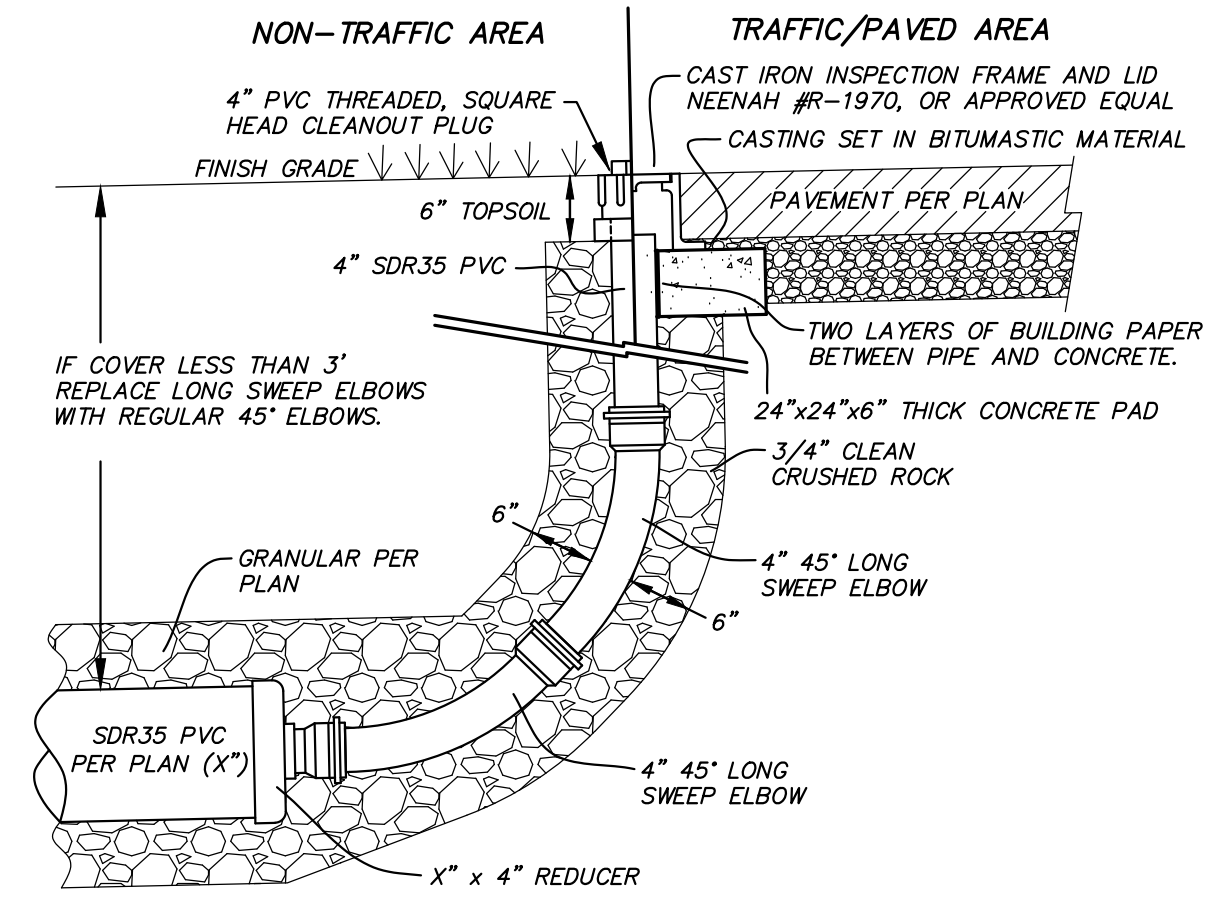 NON-TRAFFIC AREA
TRAFFIC/PAVED AREA
4" PVC THREADED, SQUARE
HEAD CLEANOUT PLUG
CAST IRON INSPECTION FRAME AND LID
NEENAH #R-1970, OR APPROVED EQUAL
CASTING SET IN BITUMASTIC MATERIAL
FINISH GRADE
PAVEMENT PER PLAN
6" TOPSOIL
4" SDR35 PVC
TWO LAYERS OF BUILDING PAPER
BETWEEN PIPE AND CONCRETE.
IF COVER LESS THAN 3'
REPLACE LONG SWEEP ELBOWS
WITH REGULAR 45° ELBOWS.
24"x24"x6" THICK CONCRETE PAD
3/4" CLEAN
CRUSHED ROCK
6"
GRANULAR PER
PLAN
4" 45° LONG
SWEEP ELBOW
6"
SDR35 PVC
PER PLAN (X")
4" 45° LONG
SWEEP ELBOW
X" x 4" REDUCER